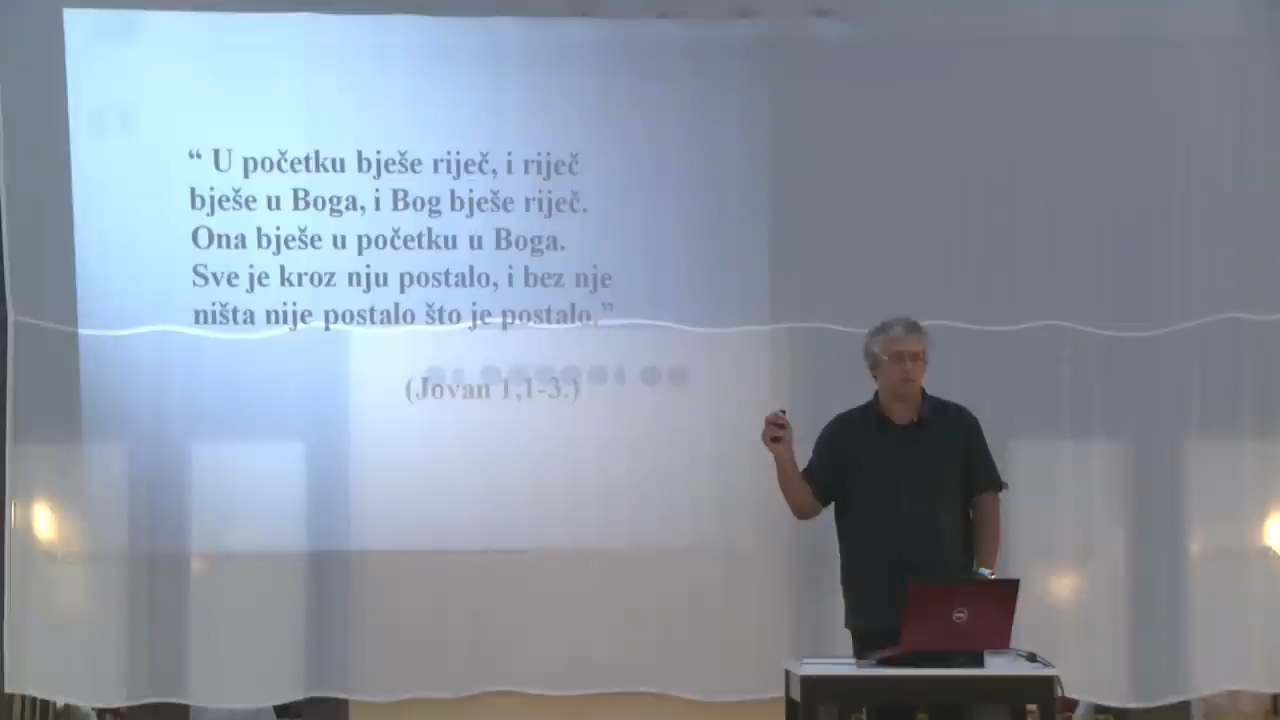 “ U početku bješe riječ, i riječ
bješe u Boga, i Bog bješe riječ.
Ona bješe u početku u Boga.
Sve je kroz nju postalo, i bez nje
ništa nije postalo što je postalo.”
(Jovan 1,1-3.)